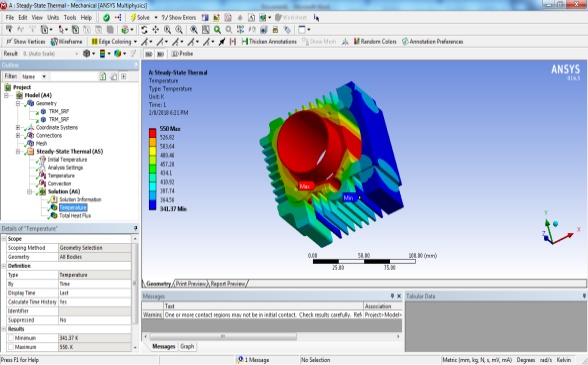 A : Steady-State Thermal - Mechanical [ANSYS Multiphysics]
File Edit View Units Tools Help Solve ?/Show Errors Worksheet
Show Vertices Wireframe Edge Coloring Thicken Annotations Show Mesh Random Colors Annotation Preferences
Result (Auto Scale) Probe
Outline
Filter: Name
Project
Model (A4)
Geometry
TRM_SRF
TRM_SRF
Coordinate Systems
Connections
Mesh
Steady-State Thermal (A5)
Initial Temperature
Analysis Settings
Temperature
Convection
Solution (A6)
Solution Information
Temperature
Total Heat Flux
Details of "Temperature"
Scope
Scoping Method Geometry Selection
Geometry All Bodies
Definition
Type Temperature
By Time
Display Time Last
Calculate Time History Yes
Identifier
Suppressed No
Results
Minimum 341.37 K
Maximum 550. K
A: Steady-State Thermal
Temperature
Type: Temperature
Unit: K
Time: 1
2/8/2018 6:21 PM
550 Max
526.82
503.64
480.46
457.28
434.1
410.92
387.74
364.56
341.37 Min
ANSYS
Max
Min
0.00 50.00 100.00 (mm)
25.00 75.00
X
Geometry Print Preview Report Preview
Messages
Text Association
Warning One or more contact regions may not be in initial contact. Check results carefully. Project>Model>
Messages Graph
Tabular Data
Press F1 for Help 1 Message No Selection Metric (mm, kg, N, s, mV, mA) Degrees rad/s Kelvin